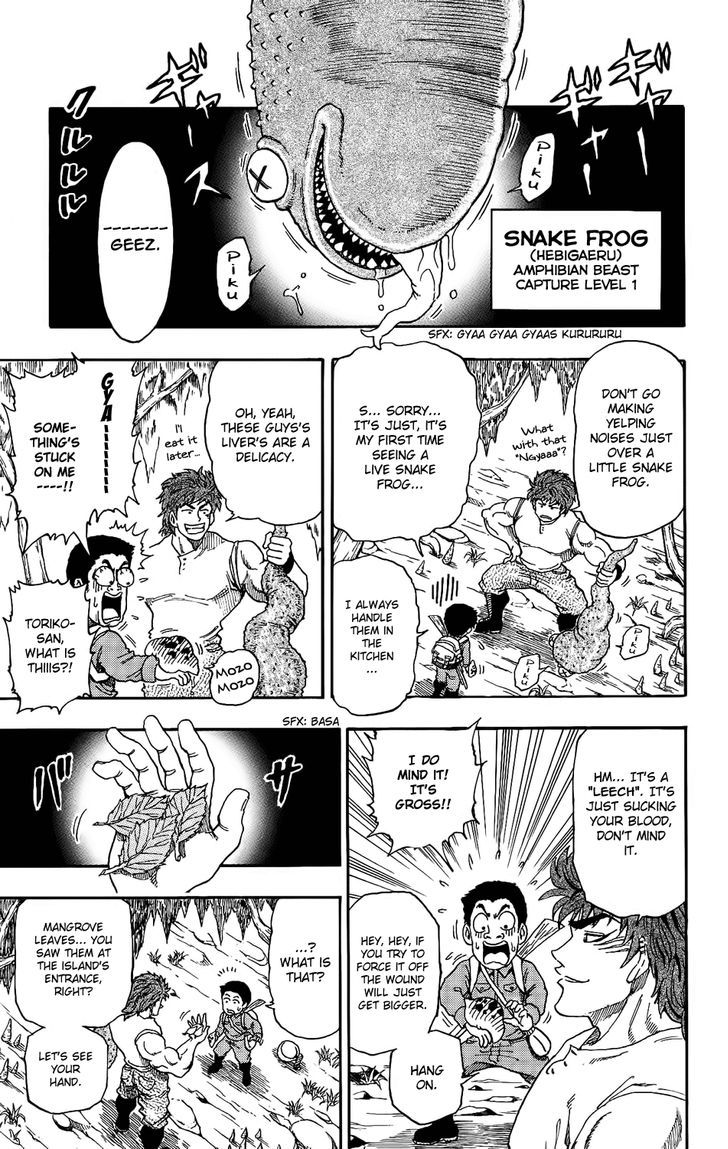 ギャー
ギャース
クルルルル
Piku
Piku
--------
GEEZ.
SNAKE FROG
(HEBIGAERU)
AMPHIBIAN BEAST
CAPTURE LEVEL 1
SFX: GYAA GYAA GYAAS KURURURU
DON'T GO
MAKING
YELPING
NOISES JUST
OVER A
LITTLE SNAKE
FROG.
What
with that
"Ngyaaa"?
S... SORRY...
IT'S JUST, IT'S
MY FIRST TIME
SEEING A
LIVE SNAKE
FROG...
I ALWAYS
HANDLE
THEM IN
THE
KITCHEN
...
Piku
Piku
OH, YEAH,
THESE GUYS'S
LIVER'S ARE A
DELICACY.
I'll
eat it
later...
GYA--------
SOME-
THING'S
STUCK
ON ME
----!!
TORIKO-
SAN,
WHAT IS
THIIIS?!
MOZO
MOZO
HM... IT'S A
"LEECH". IT'S
JUST SUCKING
YOUR BLOOD,
DON'T MIND
IT.
I DO
MIND IT!
IT'S
GROSS!!
HEY, HEY, IF
YOU TRY TO
FORCE IT OFF
THE WOUND
WILL JUST
GET BIGGER.
HANG
ON.
SFX: BASA
バサ
...?
WHAT IS
THAT?
MANGROVE
LEAVES... YOU
SAW THEM AT
THE ISLAND'S
ENTRANCE,
RIGHT?
LET'S SEE
YOUR
HAND.